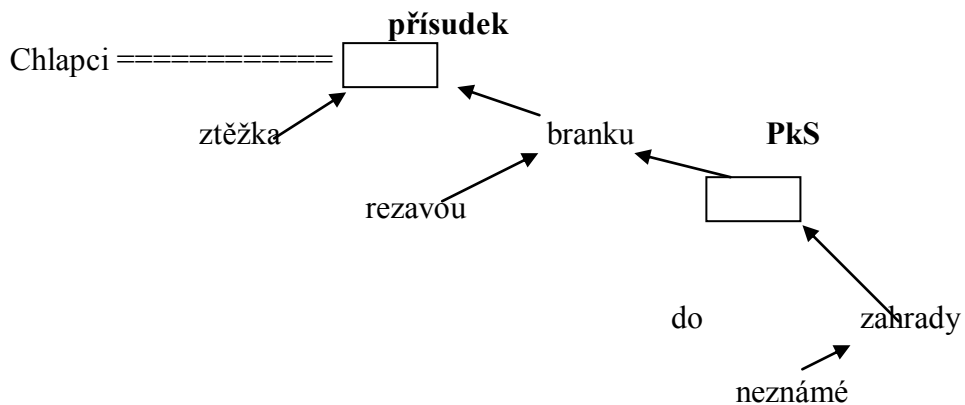 přísudek
Chlapci ===============
ztěžka branku PkS
rezavou
do zahrady
neznámé